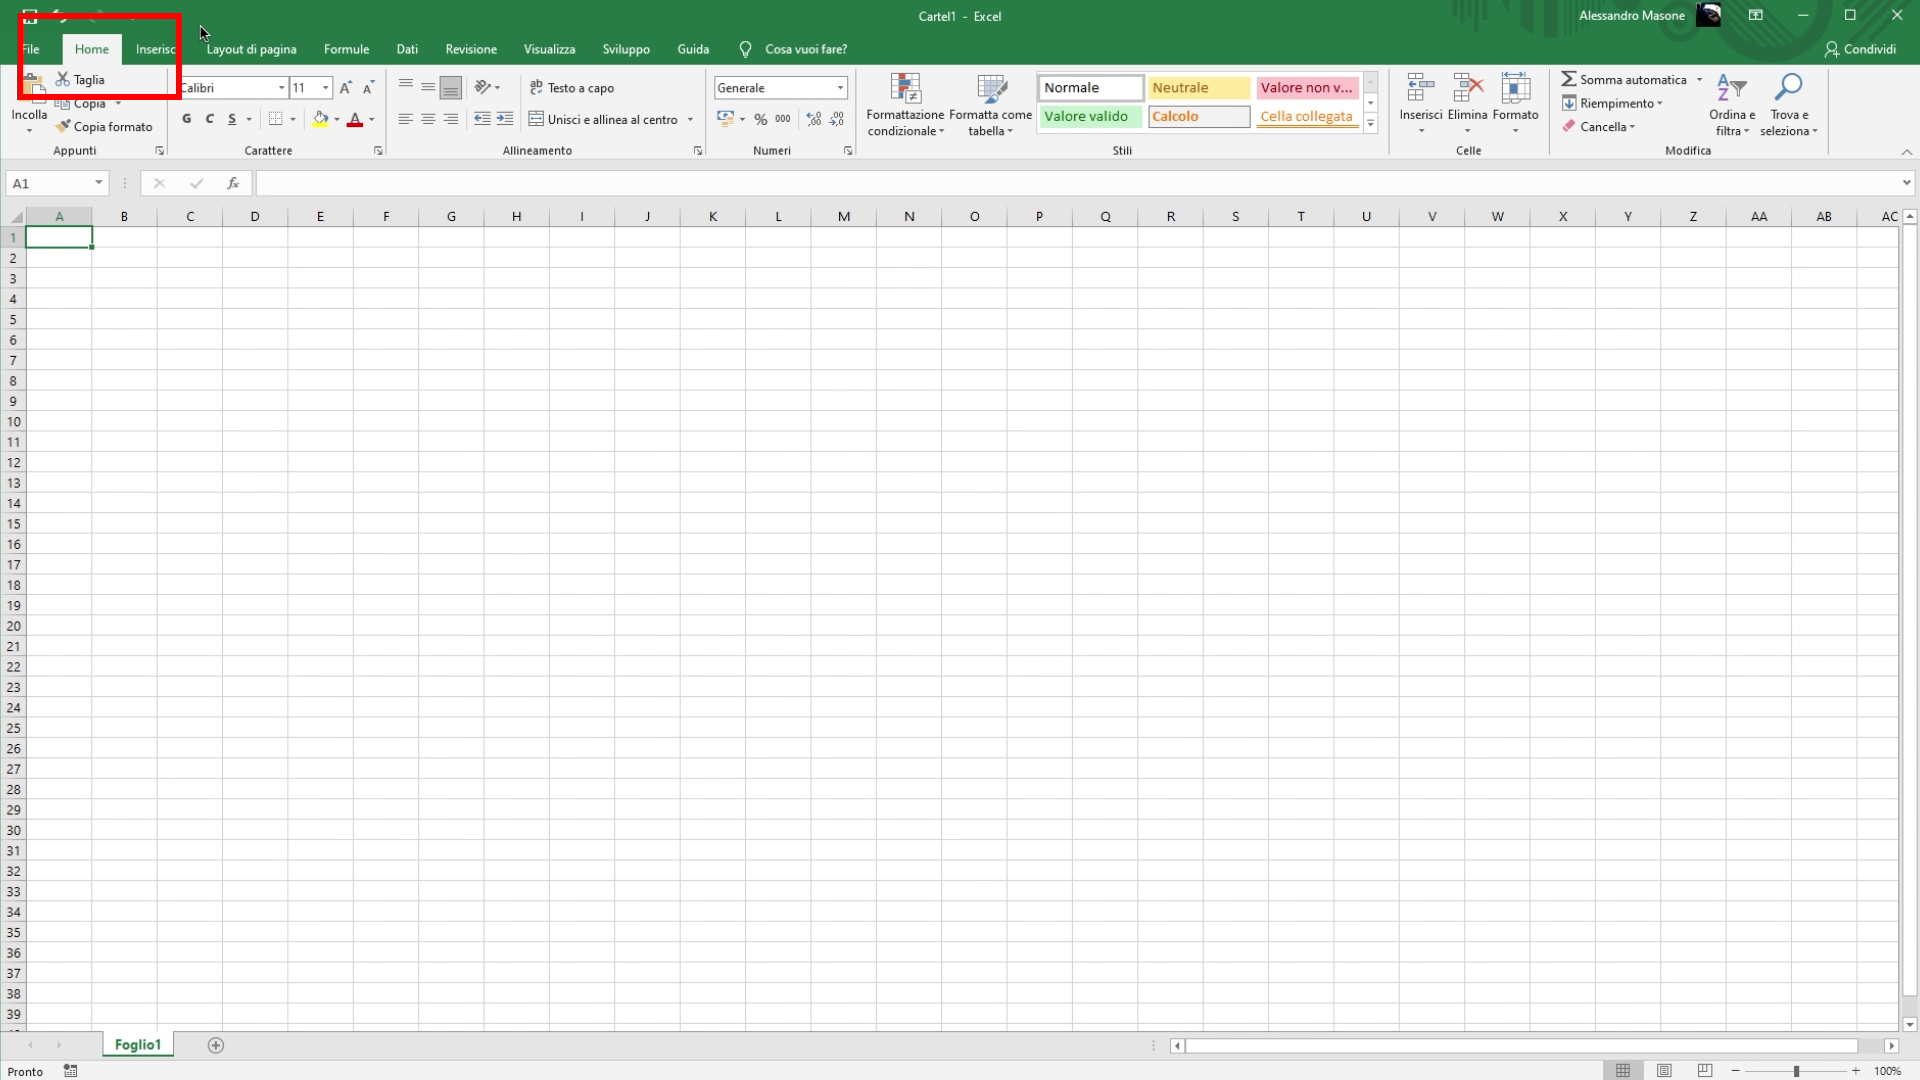 Cartel1 - Excel
Alessandro Masone
File Home Inserisc Layout di pagina Formule Dati Revisione Visualizza Sviluppo Guida Cosa vuoi fare? Condividi
Incolla
Taglia
Copia
Copia formato
Appunti
Calibri 11
G C S
A A A
Carattere
ab Testo a capo
Unisci e allinea al centro
Allineamento
Generale
% 000
Numeri
Formattazione condizionale
Formatta come tabella
Normale Neutrale Valore non v...
Valore valido Calcolo Cella collegata
Stili
Inserisci Elimina Formato
Celle
Somma automatica
Riempimento
Cancella
Ordina e filtra
Trova e seleziona
Modifica
A1 fx
A B C D E F G H I J K L M N O P Q R S T U V W X Y Z AA AB AC
1
2
3
4
5
6
7
8
9
10
11
12
13
14
15
16
17
18
19
20
21
22
23
24
25
26
27
28
29
30
31
32
33
34
35
36
37
38
39
Foglio1
Pronto
100%